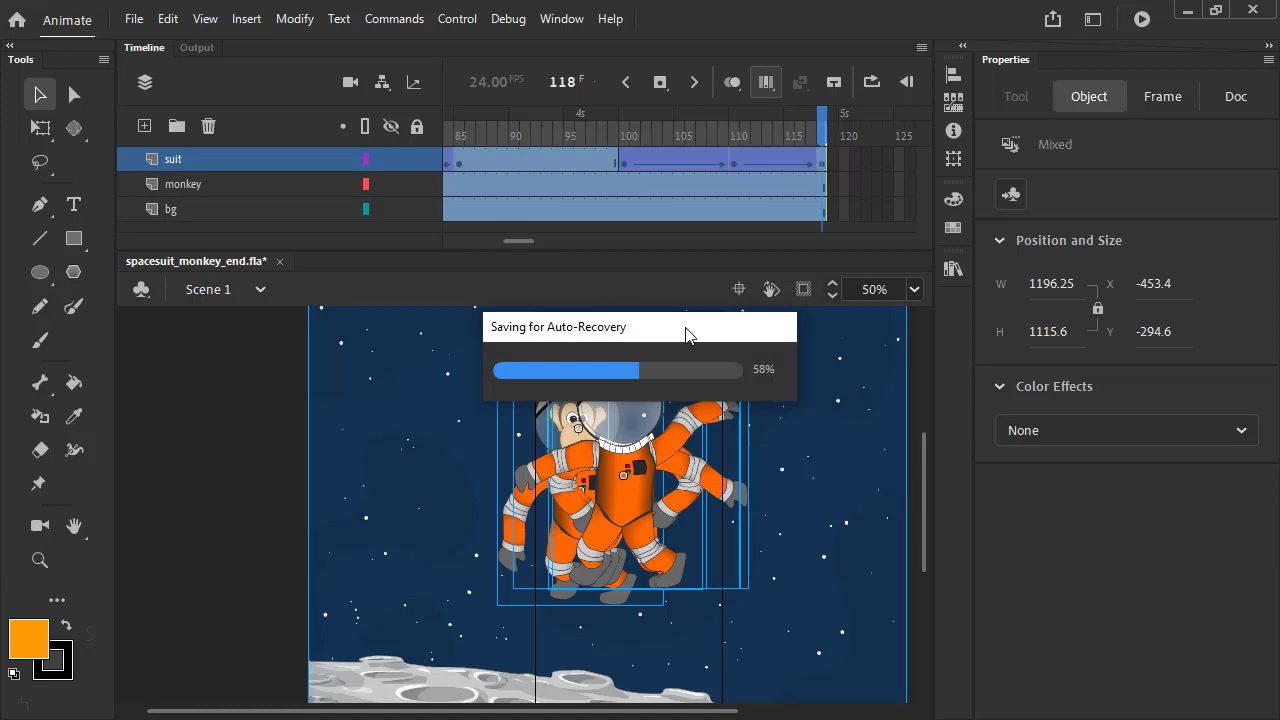 Animate
File Edit View Insert Modify Text Commands Control Debug Window Help
Tools
Timeline Output
Properties
24.00 FPS 118 F
Tool Object Frame Doc
4s 5s
85 90 95 100 105 110 115 120 125
suit
monkey
bg
Mixed
Position and Size
W 1196.25 X -453.4
H 1115.6 Y -294.6
spacesuit_monkey_end.fla*
Scene 1
50%
Saving for Auto-Recovery
58%
Color Effects
None